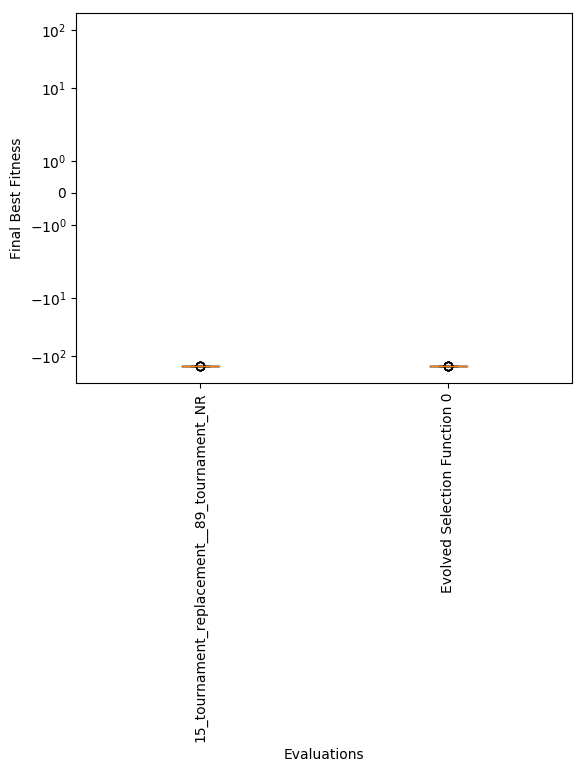 Final Best Fitness
10²
10¹
10⁰
0
−10⁰
−10¹
−10²
15_tournament_replacement__89_tournament_NR
Evolved Selection Function 0
Evaluations